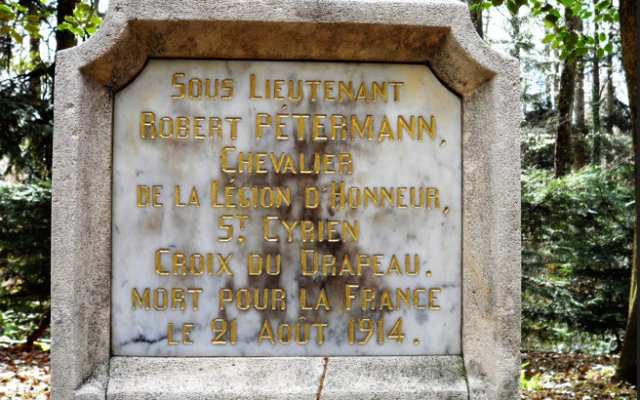 Sous Lieutenant
Robert PÉTERMANN,
Chevalier
de la Légion d'Honneur,
St Cyrien
Croix du Drapeau.
mort pour la France
le 21 Août 1914.